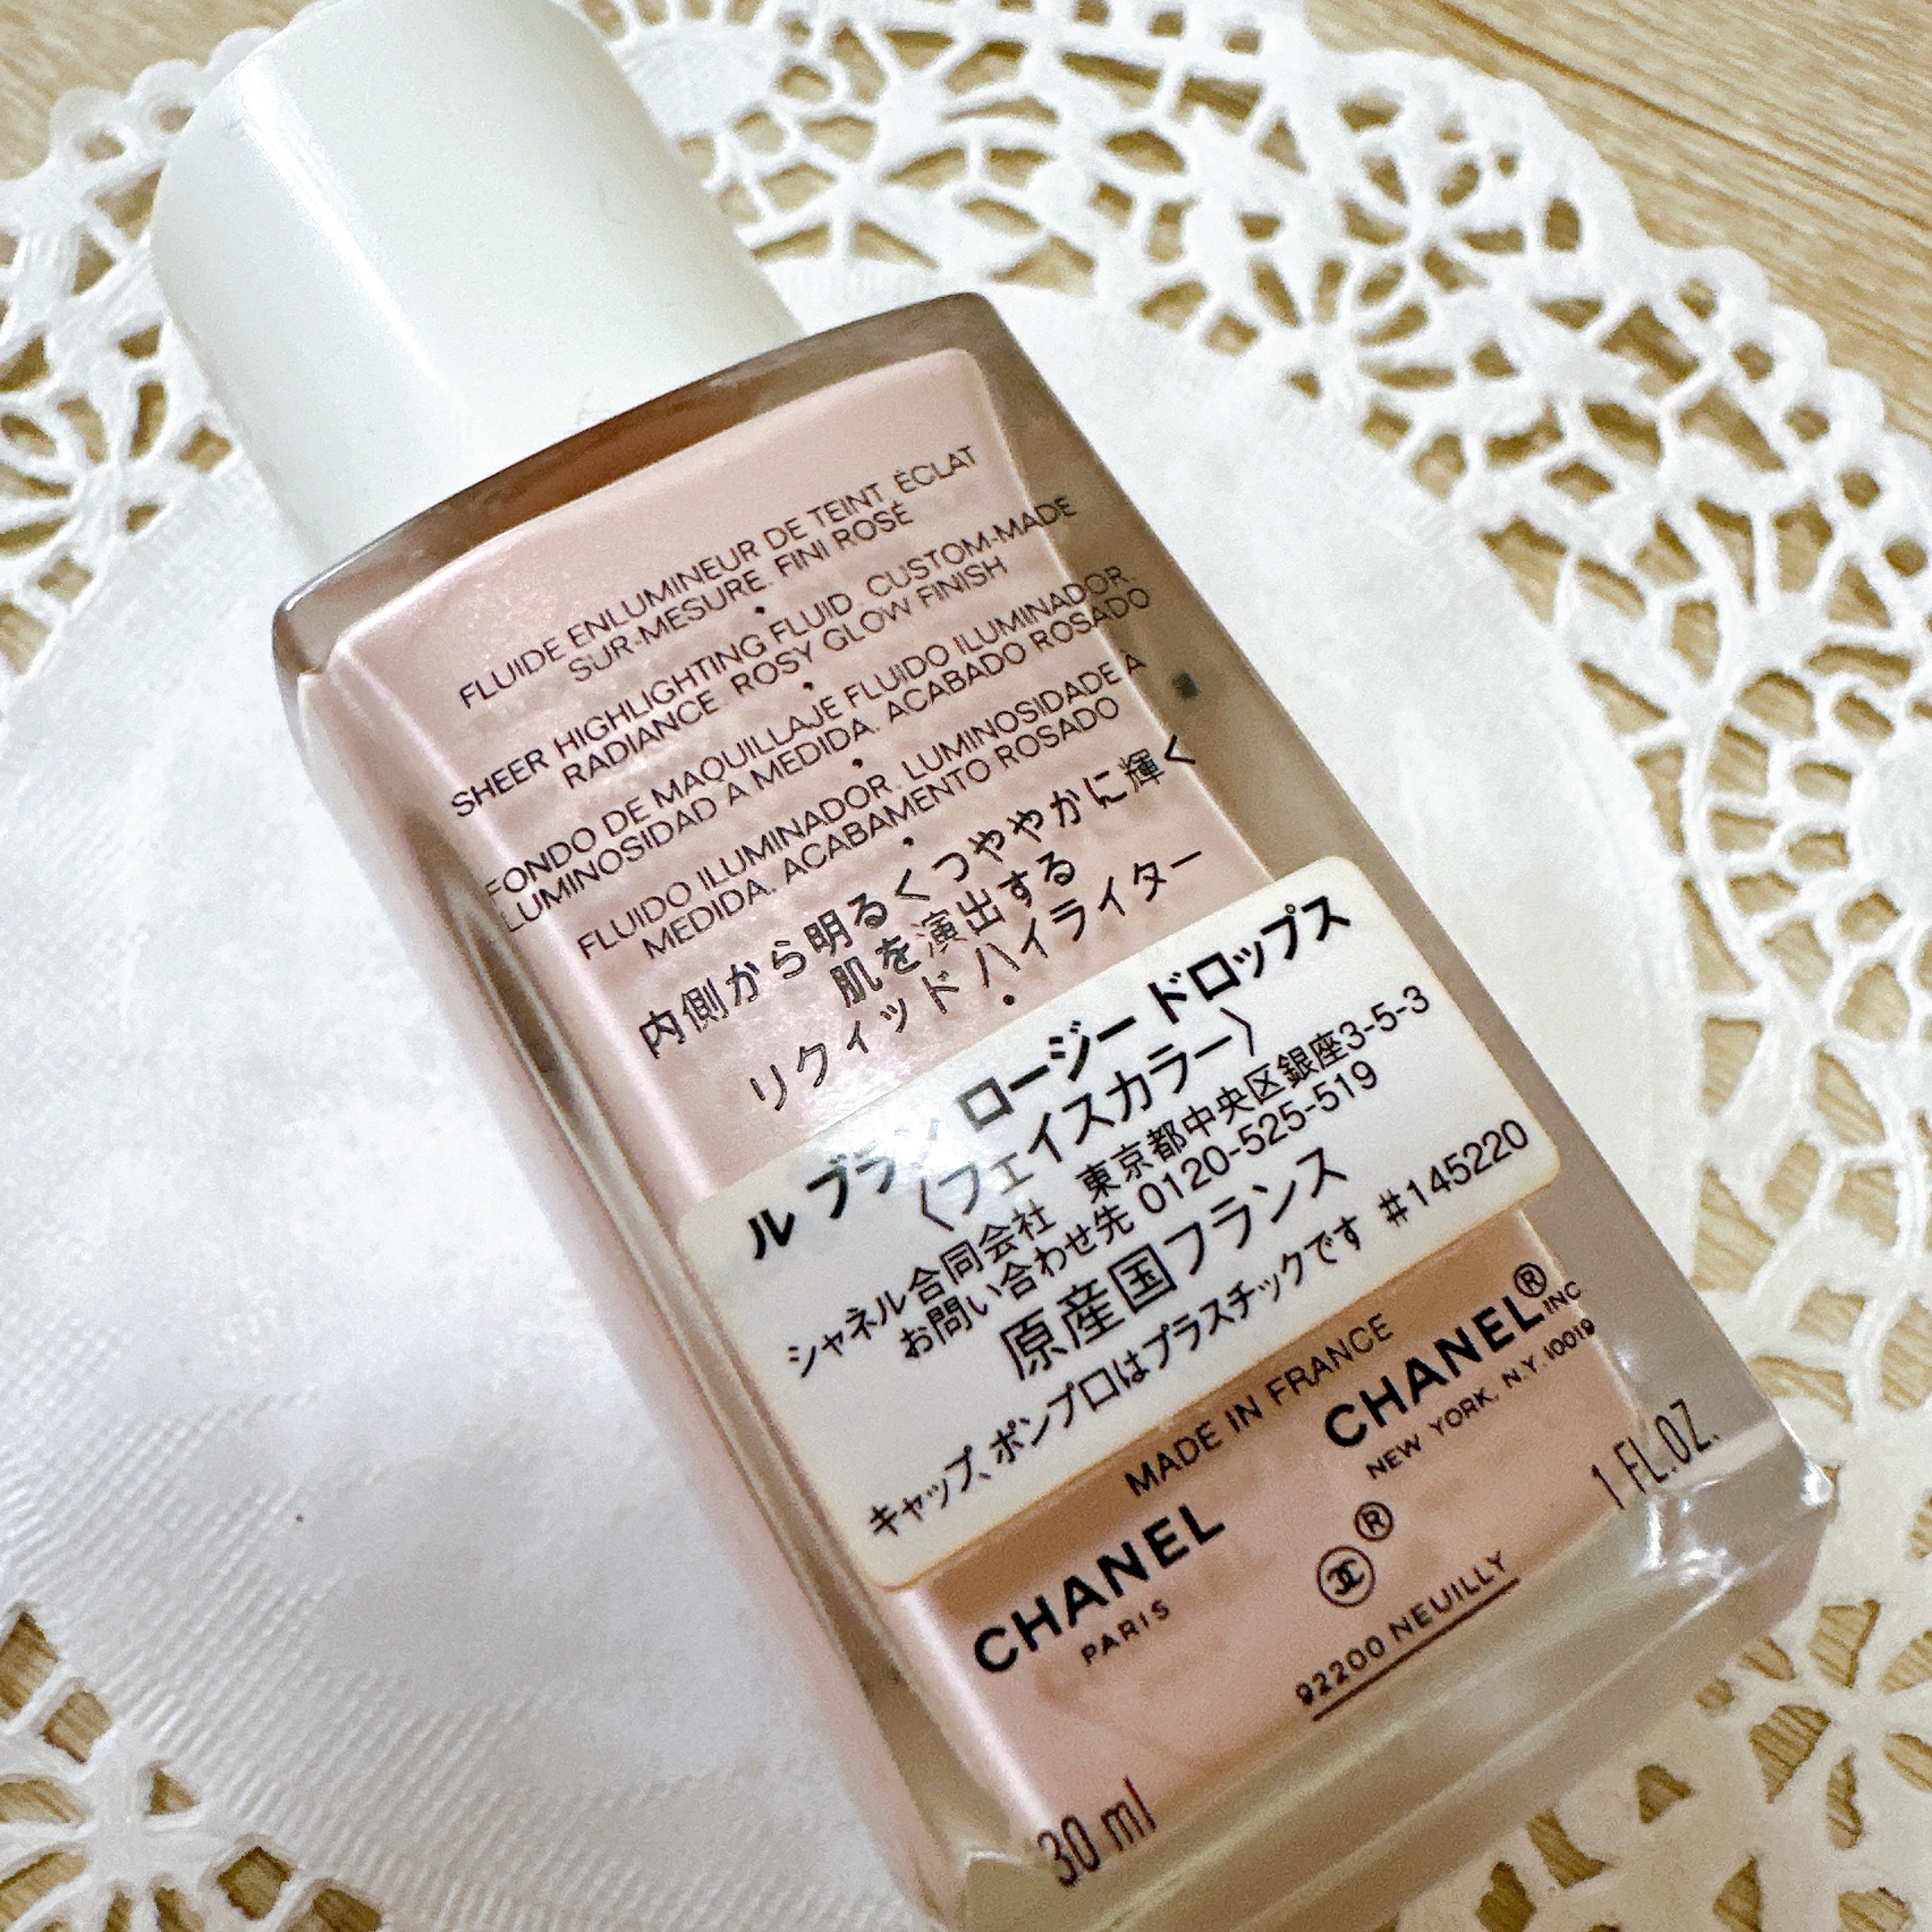 FLUIDE ENLUMINEUR DE TEINT. ÉCLAT
SUR-MESURE. FINI ROSÉ
•
SHEER HIGHLIGHTING FLUID. CUSTOM-MADE
RADIANCE. ROSY GLOW FINISH
•
FONDO DE MAQUILLAJE FLUIDO ILUMINADOR.
LUMINOSIDAD A MEDIDA. ACABADO ROSADO
•
FLUIDO ILUMINADOR. LUMINOSIDADE À
MEDIDA. ACABAMENTO ROSADO
•
内側から明るくつややかに輝く
肌を演出する
リクィッド ハイライター
•
ル ブラン ロージー ドロップス
〈フェイスカラー〉
シャネル合同会社 東京都中央区銀座3-5-3
お問い合わせ先 0120-525-519
原産国フランス
キャップ、ポンプ口はプラスチックです #145220
MADE IN FRANCE
CHANEL
PARIS
CHANEL® INC
NEW YORK, N.Y. 10019
®
92200 NEUILLY
30 ml
1 FL.OZ.